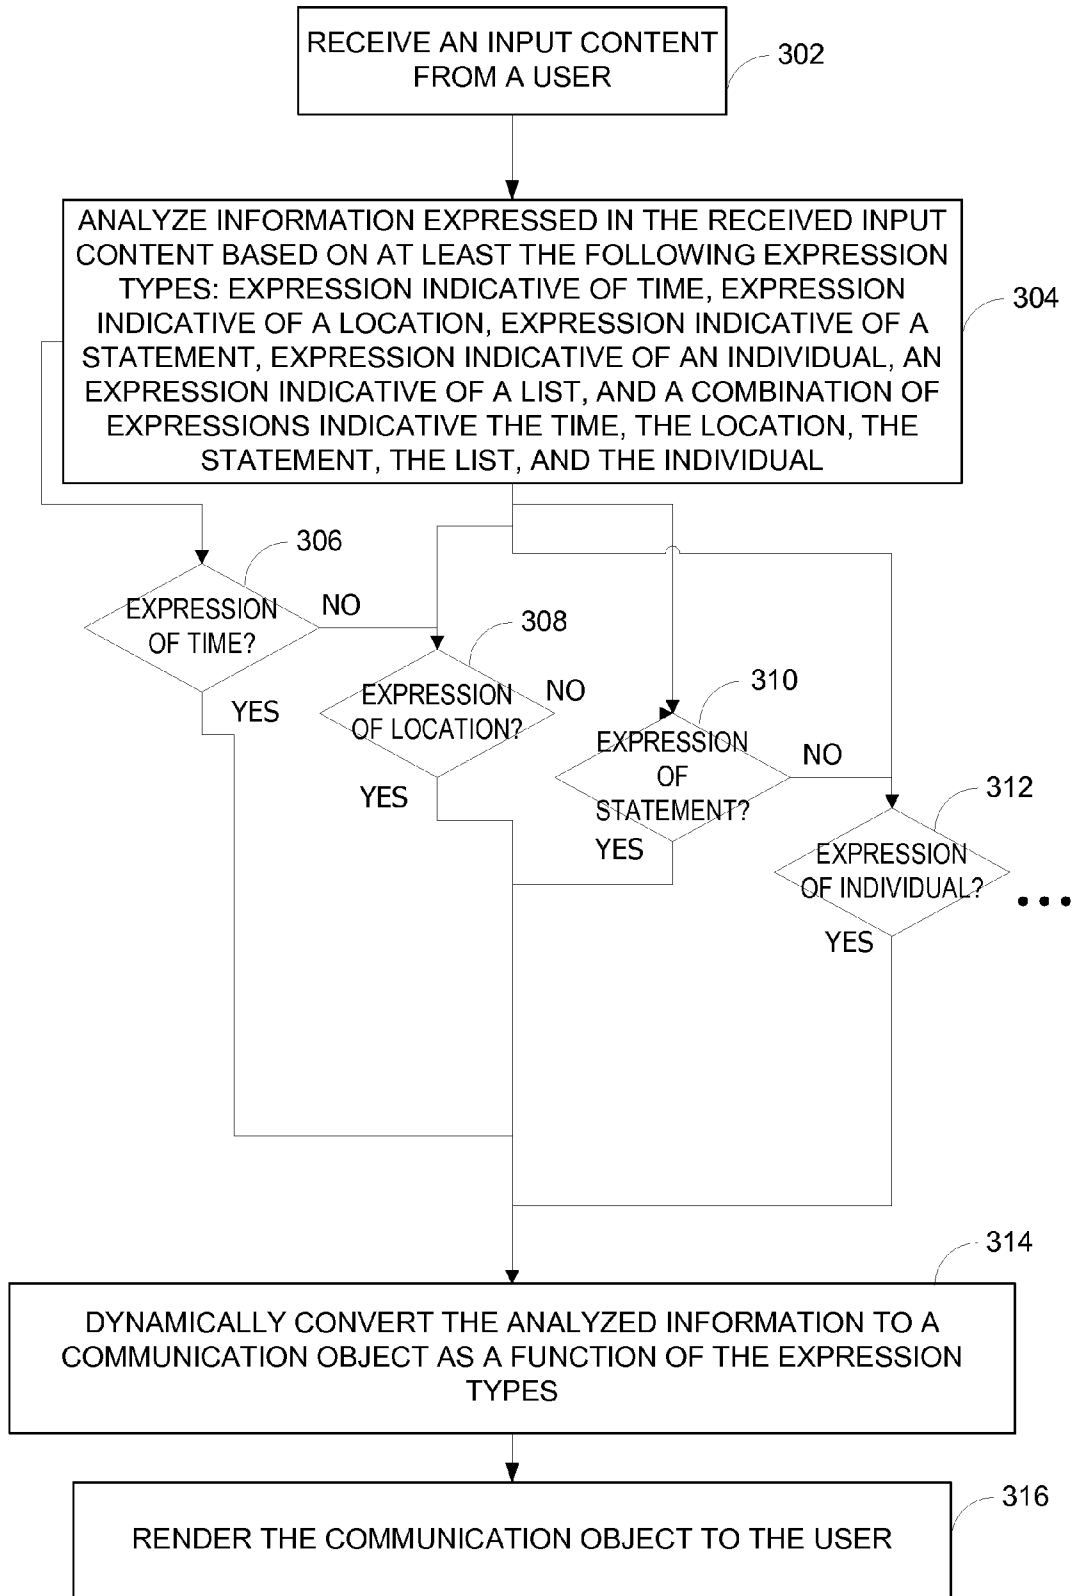 RECEIVE AN INPUT CONTENT
FROM A USER
302
ANALYZE INFORMATION EXPRESSED IN THE RECEIVED INPUT
CONTENT BASED ON AT LEAST THE FOLLOWING EXPRESSION
TYPES: EXPRESSION INDICATIVE OF TIME, EXPRESSION
INDICATIVE OF A LOCATION, EXPRESSION INDICATIVE OF A
STATEMENT, EXPRESSION INDICATIVE OF AN INDIVIDUAL, AN
EXPRESSION INDICATIVE OF A LIST, AND A COMBINATION OF
EXPRESSIONS INDICATIVE THE TIME, THE LOCATION, THE
STATEMENT, THE LIST, AND THE INDIVIDUAL
304
306
EXPRESSION
OF TIME?
NO
YES
308
EXPRESSION
OF LOCATION?
NO
YES
310
EXPRESSION
OF
STATEMENT?
NO
YES
312
EXPRESSION
OF INDIVIDUAL?
YES
...
314
DYNAMICALLY CONVERT THE ANALYZED INFORMATION TO A
COMMUNICATION OBJECT AS A FUNCTION OF THE EXPRESSION
TYPES
316
RENDER THE COMMUNICATION OBJECT TO THE USER